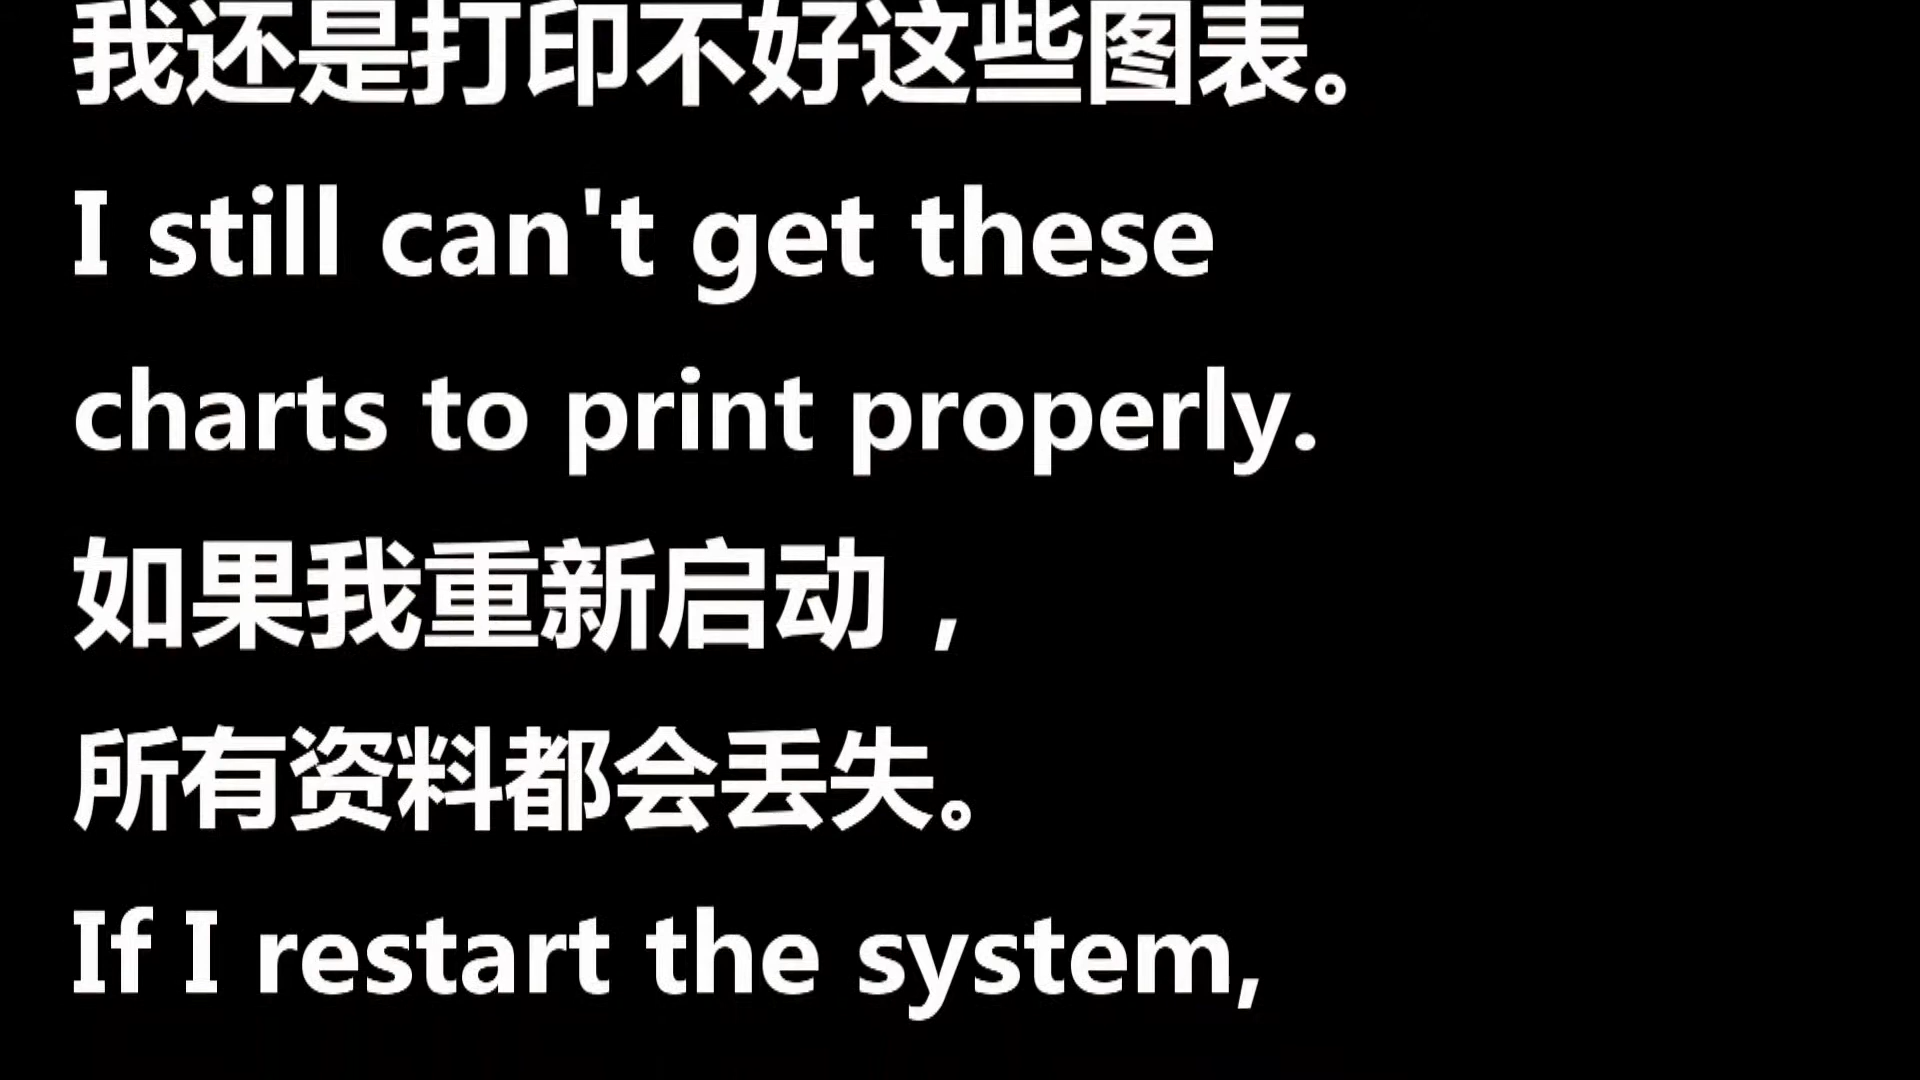 我还是打印不好这些图表。
I still can't get these
charts to print properly.
如果我重新启动，
所有资料都会丢失。
If I restart the system,